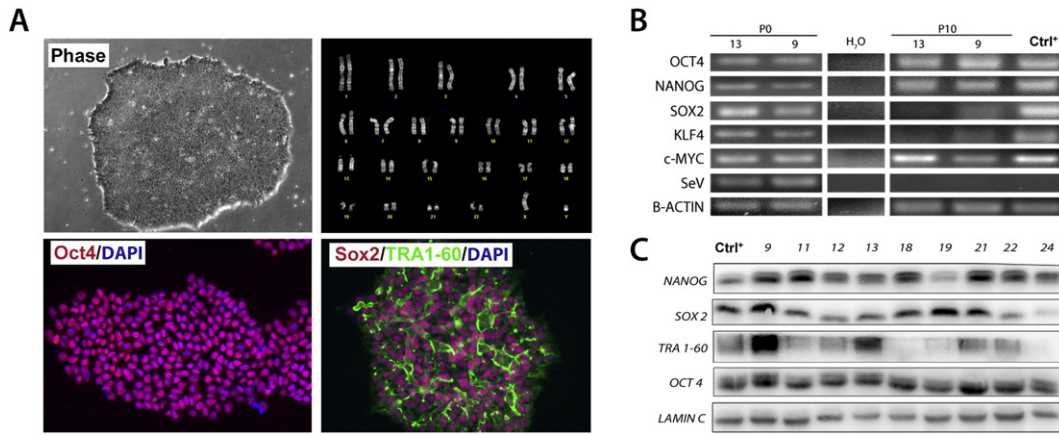 A
Phase
1 2 3 4 5
6 7 8 9 10 11 12
13 14 15 16 17 18
19 20 21 22 X Y
Oct4/DAPI
Sox2/TRA1-60/DAPI
B
P0 H₂O P10 Ctrl⁺
13 9 13 9
OCT4
NANOG
SOX2
KLF4
c-MYC
SeV
B-ACTIN
C
Ctrl⁺ 9 11 12 13 18 19 21 22 24
NANOG
SOX 2
TRA 1-60
OCT 4
LAMIN C